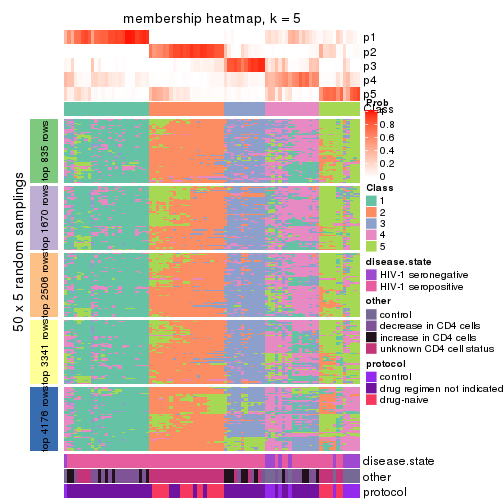 membership heatmap, k = 5
p1
p2
p3
p4
p5
Class
50 x 5 random samplings
top 835 rows
top 1670 rows
top 2506 rows
top 3341 rows
top 4176 rows
Prob
1
0.8
0.6
0.4
0.2
0
Class
1
2
3
4
5
disease.state
HIV-1 seronegative
HIV-1 seropositive
other
control
decrease in CD4 cells
increase in CD4 cells
unknown CD4 cell status
protocol
control
drug regimen not indicated
drug-naive
disease.state
other
protocol